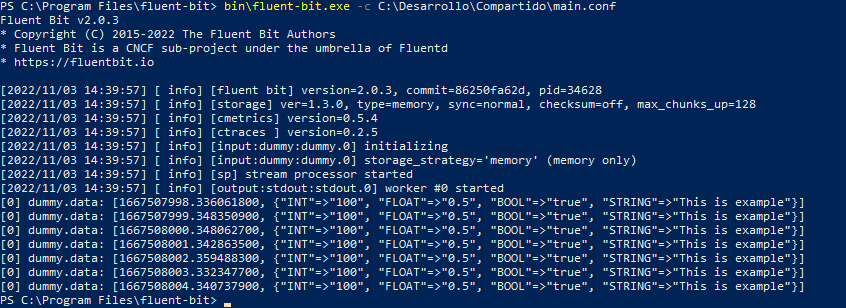 PS C:\Program Files\fluent-bit> bin\fluent-bit.exe -c C:\Desarrollo\Compartido\main.conf
Fluent Bit v2.0.3
* Copyright (C) 2015-2022 The Fluent Bit Authors
* Fluent Bit is a CNCF sub-project under the umbrella of Fluentd
* https://fluentbit.io
[2022/11/03 14:39:57] [ info] [fluent bit] version=2.0.3, commit=86250fa62d, pid=34628
[2022/11/03 14:39:57] [ info] [storage] ver=1.3.0, type=memory, sync=normal, checksum=off, max_chunks_up=128
[2022/11/03 14:39:57] [ info] [cmetrics] version=0.5.4
[2022/11/03 14:39:57] [ info] [ctraces ] version=0.2.5
[2022/11/03 14:39:57] [ info] [input:dummy:dummy.0] initializing
[2022/11/03 14:39:57] [ info] [input:dummy:dummy.0] storage_strategy='memory' (memory only)
[2022/11/03 14:39:57] [ info] [sp] stream processor started
[2022/11/03 14:39:57] [ info] [output:stdout:stdout.0] worker #0 started
[0] dummy.data: [1667507998.336061800, {"INT"=>"100", "FLOAT"=>"0.5", "BOOL"=>"true", "STRING"=>"This is example"}]
[0] dummy.data: [1667507999.348350900, {"INT"=>"100", "FLOAT"=>"0.5", "BOOL"=>"true", "STRING"=>"This is example"}]
[0] dummy.data: [1667508000.348062700, {"INT"=>"100", "FLOAT"=>"0.5", "BOOL"=>"true", "STRING"=>"This is example"}]
[0] dummy.data: [1667508001.342863500, {"INT"=>"100", "FLOAT"=>"0.5", "BOOL"=>"true", "STRING"=>"This is example"}]
[0] dummy.data: [1667508002.359488300, {"INT"=>"100", "FLOAT"=>"0.5", "BOOL"=>"true", "STRING"=>"This is example"}]
[0] dummy.data: [1667508003.332347700, {"INT"=>"100", "FLOAT"=>"0.5", "BOOL"=>"true", "STRING"=>"This is example"}]
[0] dummy.data: [1667508004.340737900, {"INT"=>"100", "FLOAT"=>"0.5", "BOOL"=>"true", "STRING"=>"This is example"}]
PS C:\Program Files\fluent-bit>